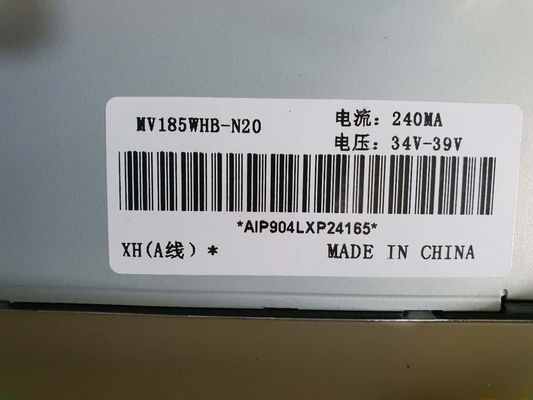 MV185WHB-N20
电流：240MA
电压：34V-39V
*AIP904LXP24165*
XH(A线) *
MADE IN CHINA